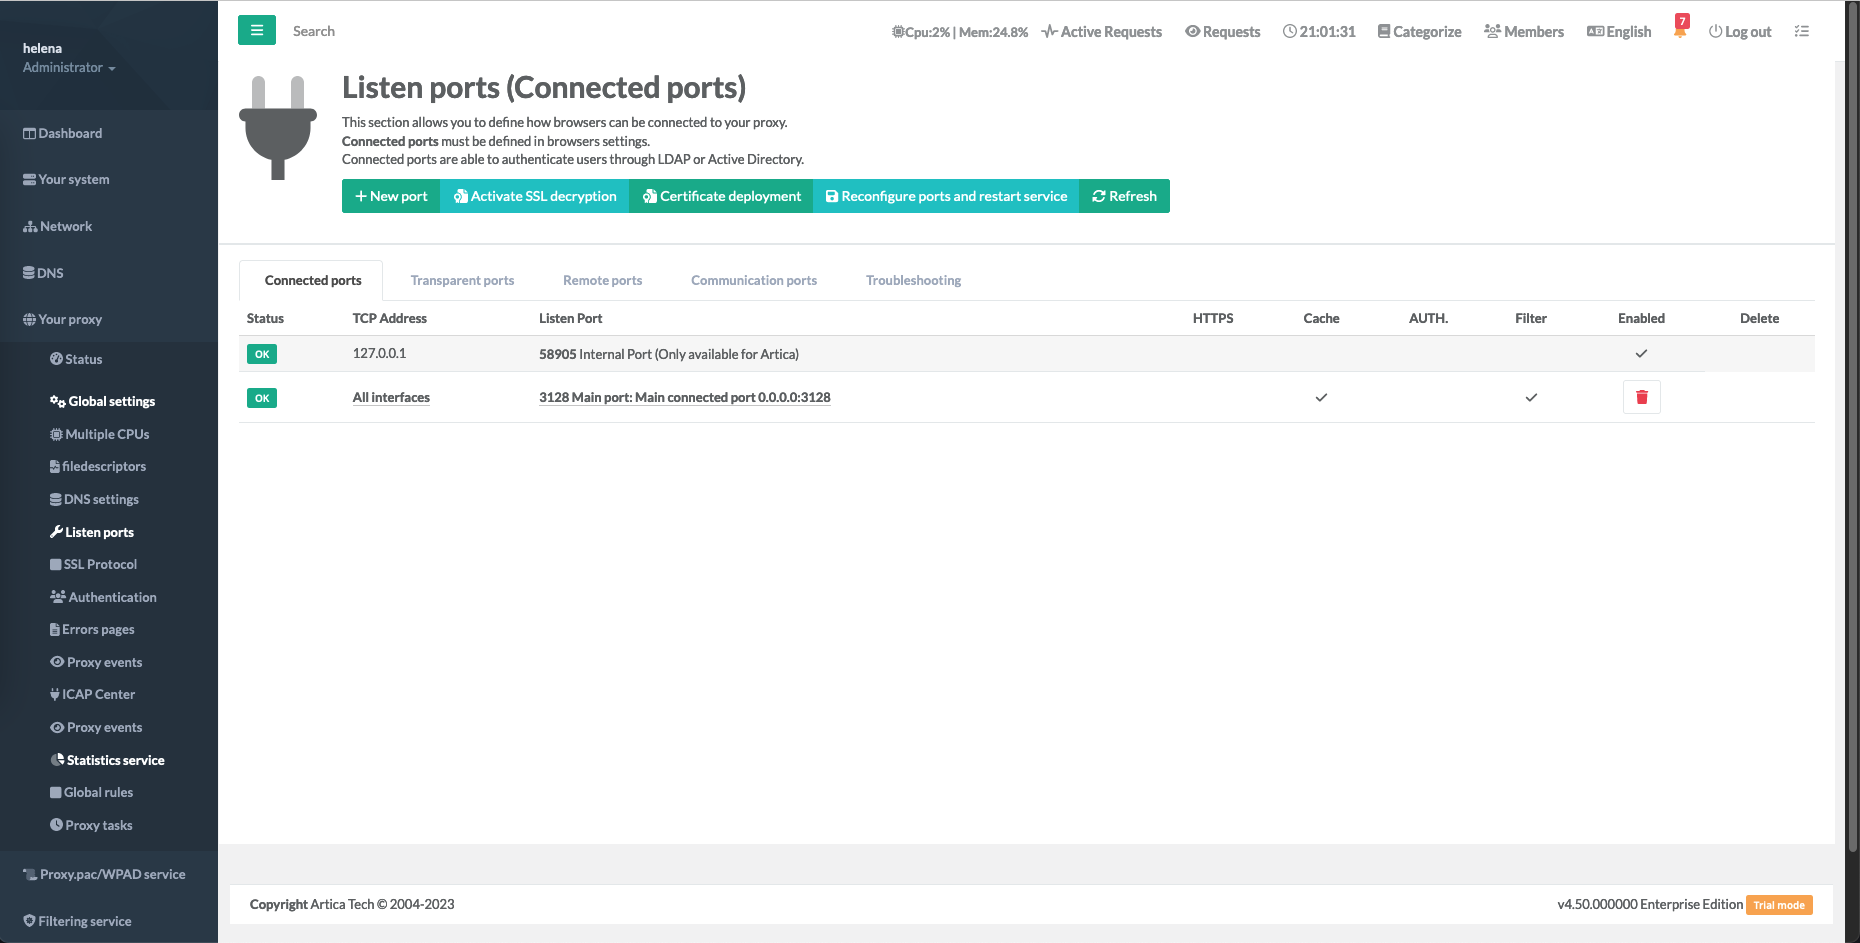 helena
Administrator
Dashboard
Your system
Network
DNS
Your proxy
Status
Global settings
Multiple CPUs
filedescriptors
DNS settings
Listen ports
SSL Protocol
Authentication
Errors pages
Proxy events
ICAP Center
Proxy events
Statistics service
Global rules
Proxy tasks
Proxy.pac/WPAD service
Filtering service
Search
Cpu:2% | Mem:24.8% Active Requests Requests 21:01:31 Categorize Members English 7 Log out
Listen ports (Connected ports)
This section allows you to define how browsers can be connected to your proxy.
Connected ports must be defined in browsers settings.
Connected ports are able to authenticate users through LDAP or Active Directory.
New port Activate SSL decryption Certificate deployment Reconfigure ports and restart service Refresh
Connected ports Transparent ports Remote ports Communication ports Troubleshooting
Status TCP Address Listen Port HTTPS Cache AUTH. Filter Enabled Delete
OK 127.0.0.1 58905 Internal Port (Only available for Artica)
OK All interfaces 3128 Main port: Main connected port 0.0.0.0:3128
Copyright Artica Tech © 2004-2023
v4.50.000000 Enterprise Edition Trial mode